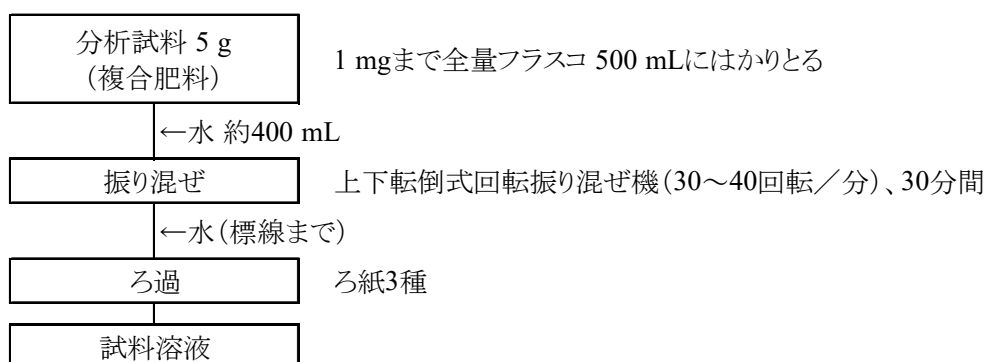 分析試料 5 g
(複合肥料)
1 mgまで全量フラスコ 500 mLにはかりとる
←水 約400 mL
振り混ぜ
上下転倒式回転振り混ぜ機(30~40回転/分)、30分間
←水(標線まで)
ろ過
ろ紙3種
試料溶液